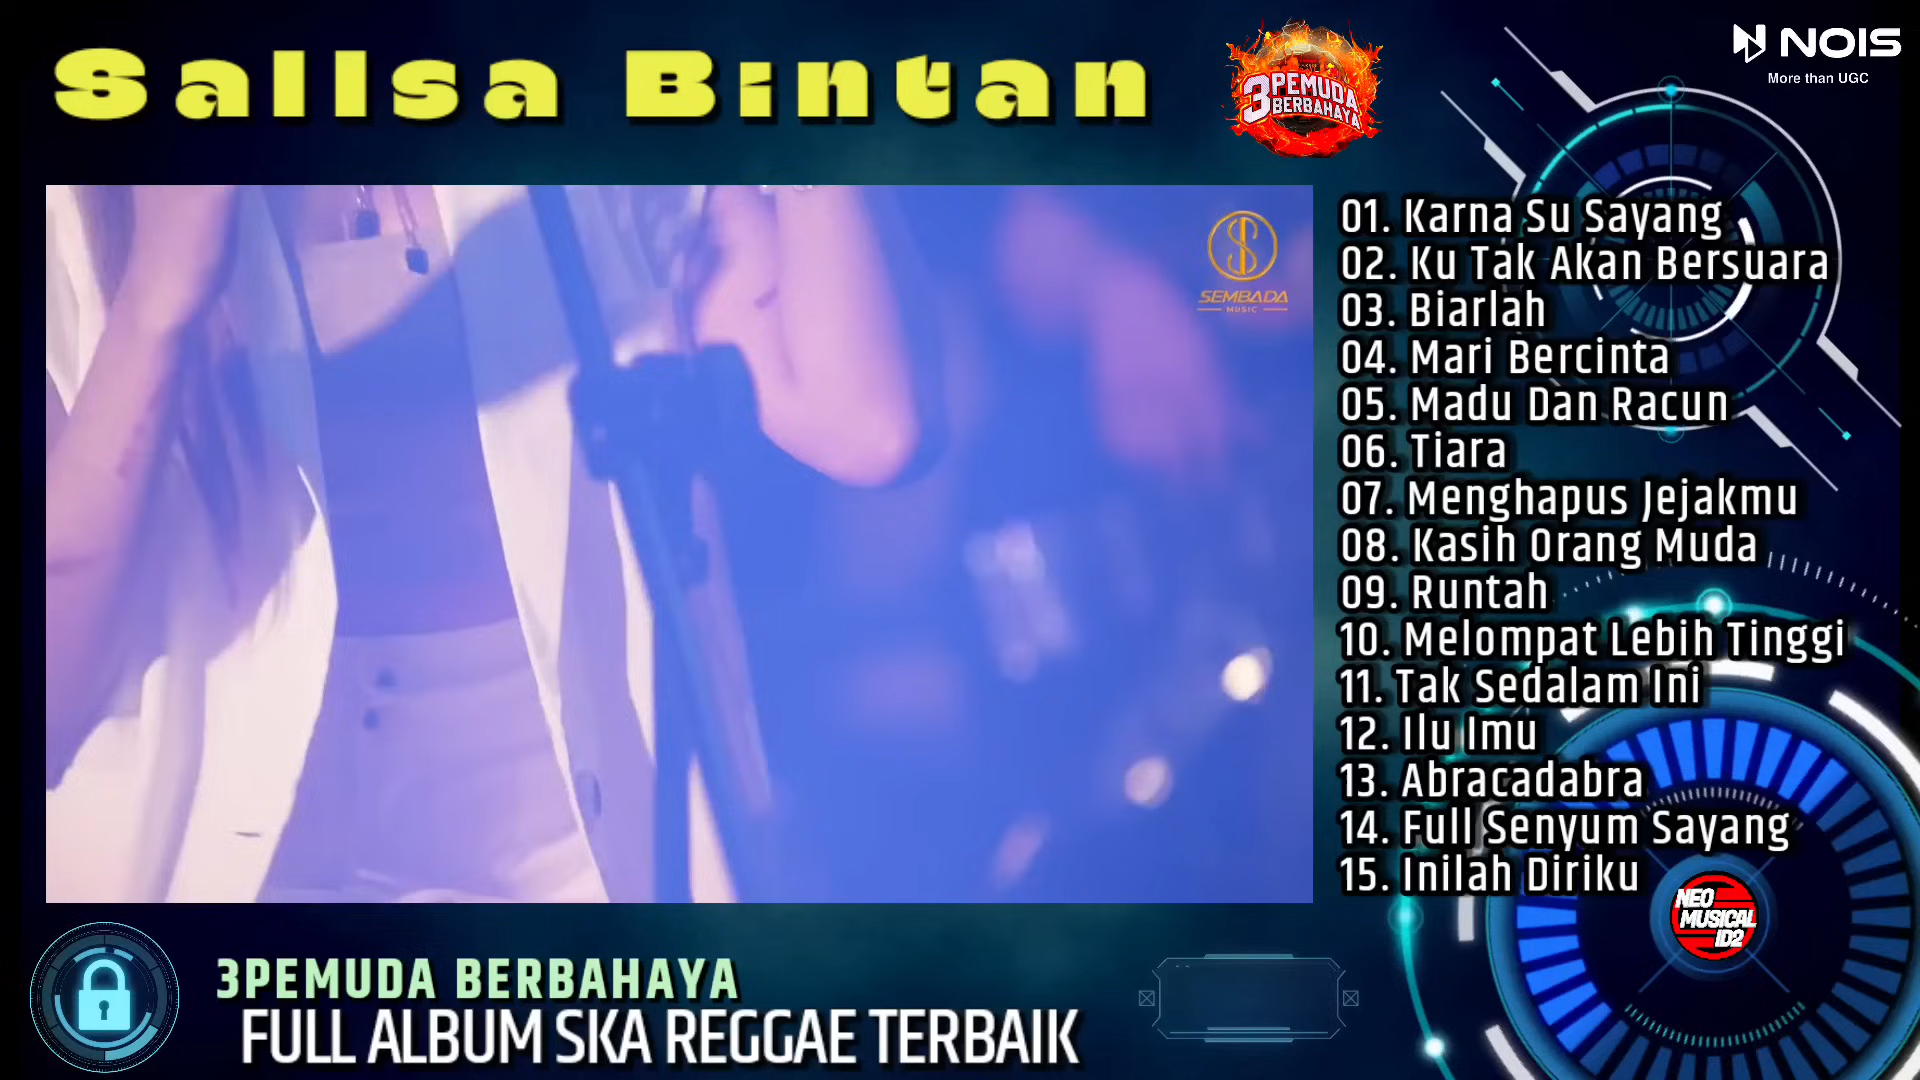 Salisa Bintan
3PEMUDA
BERBAHAYA
NOIS
More than UGC
SEMBADA
MUSIC
01. Karna Su Sayang
02. Ku Tak Akan Bersuara
03. Biarlah
04. Mari Bercinta
05. Madu Dan Racun
06. Tiara
07. Menghapus Jejakmu
08. Kasih Orang Muda
09. Runtah
10. Melompat Lebih Tinggi
11. Tak Sedalam Ini
12. Ilu Imu
13. Abracadabra
14. Full Senyum Sayang
15. Inilah Diriku
NEO
MUSICAL
ID2
3PEMUDA BERBAHAYA
FULL ALBUM SKA REGGAE TERBAIK